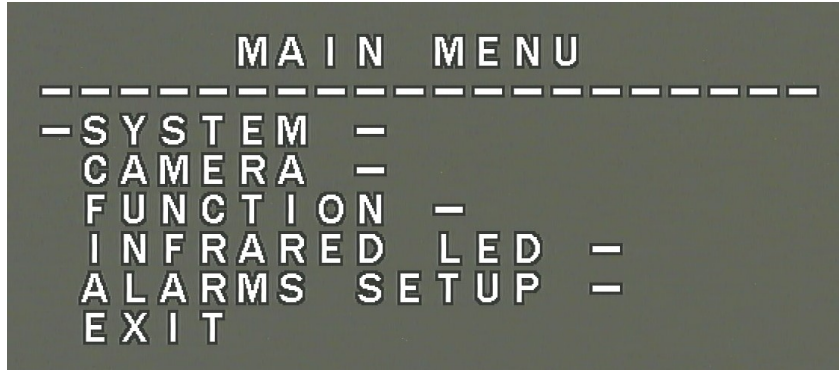 MAIN MENU
--------------------
-SYSTEM -
CAMERA -
FUNCTION -
INFRARED LED -
ALARMS SETUP -
EXIT